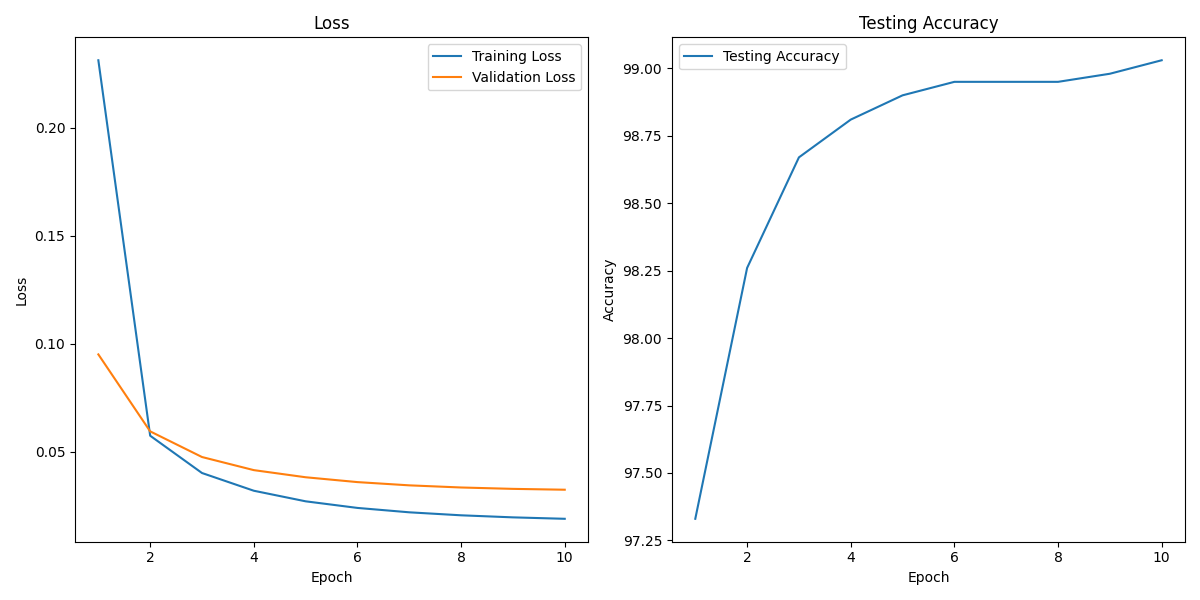 Loss
Training Loss
Validation Loss
0.20
0.15
0.10
0.05
Loss
2 4 6 8 10
Epoch
Testing Accuracy
Testing Accuracy
99.00
98.75
98.50
98.25
98.00
97.75
97.50
97.25
Accuracy
2 4 6 8 10
Epoch